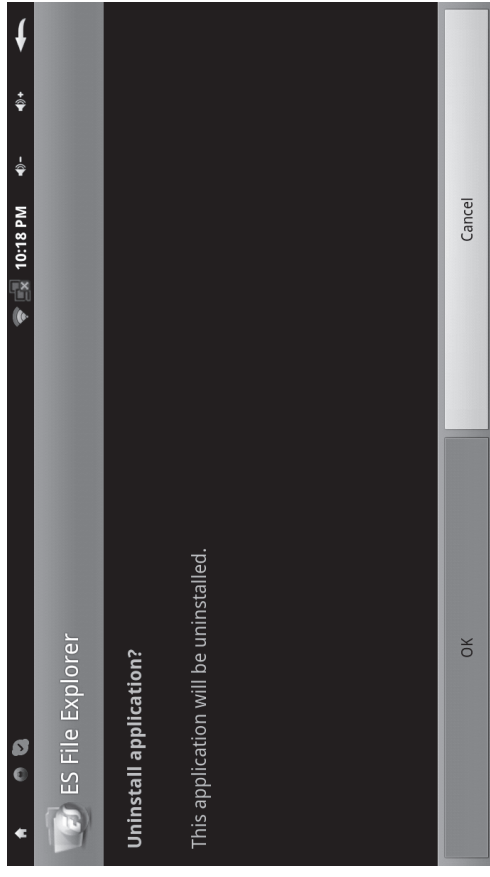 10:18 PM
ES File Explorer
Uninstall application?
This application will be uninstalled.
OK
Cancel